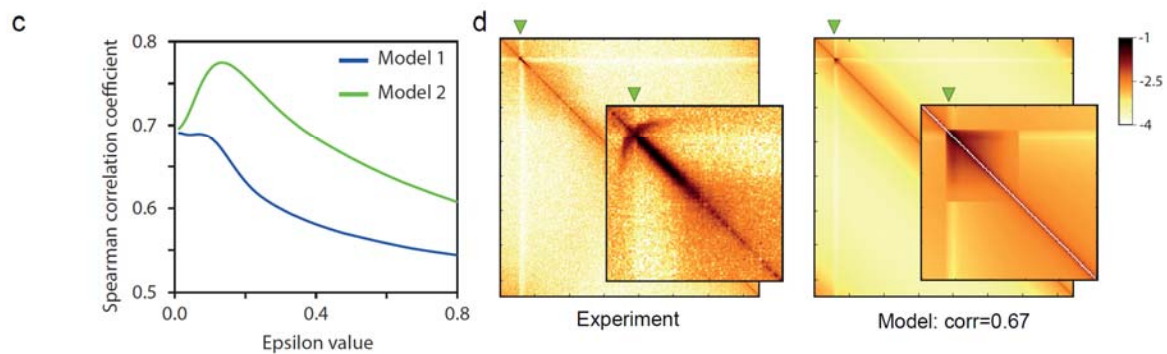 c
Spearman correlation coefficient
0.8
0.7
0.6
0.5
0.0
0.4
0.8
Epsilon value
Model 1
Model 2
d
Experiment
Model: corr=0.67
-1
-2.5
-4